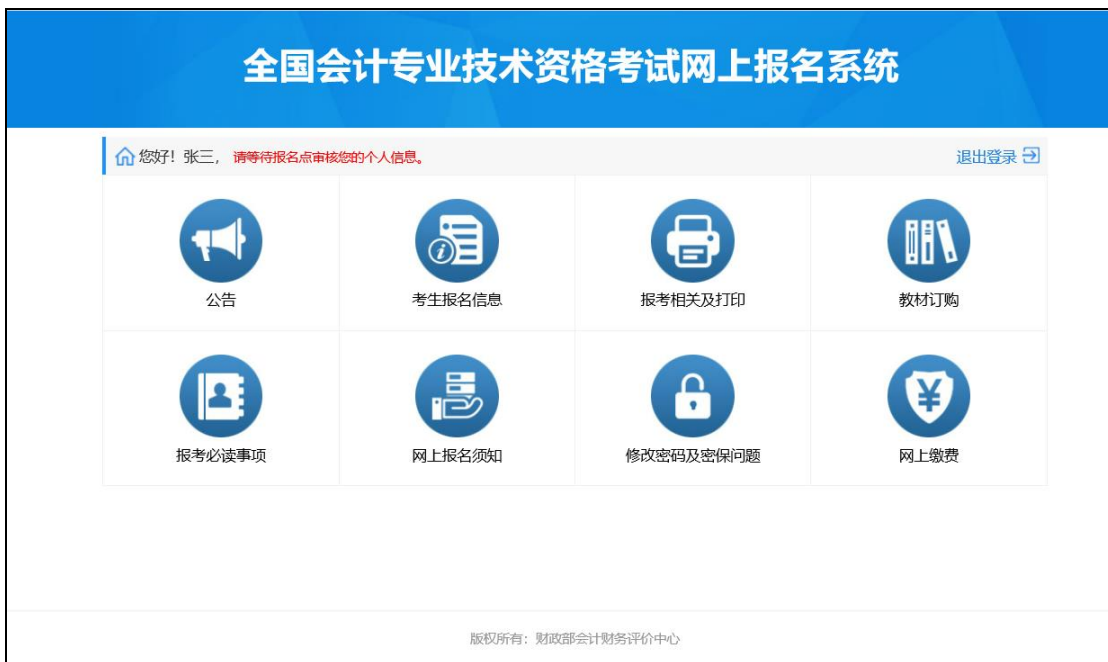 全国会计专业技术资格考试网上报名系统
您好！张三，请等待报名点审核您的个人信息。 退出登录
公告 考生报名信息 报考相关及打印 教材订购
报考必读事项 网上报名须知 修改密码及密保问题 网上缴费
版权所有：财政部会计财务评价中心